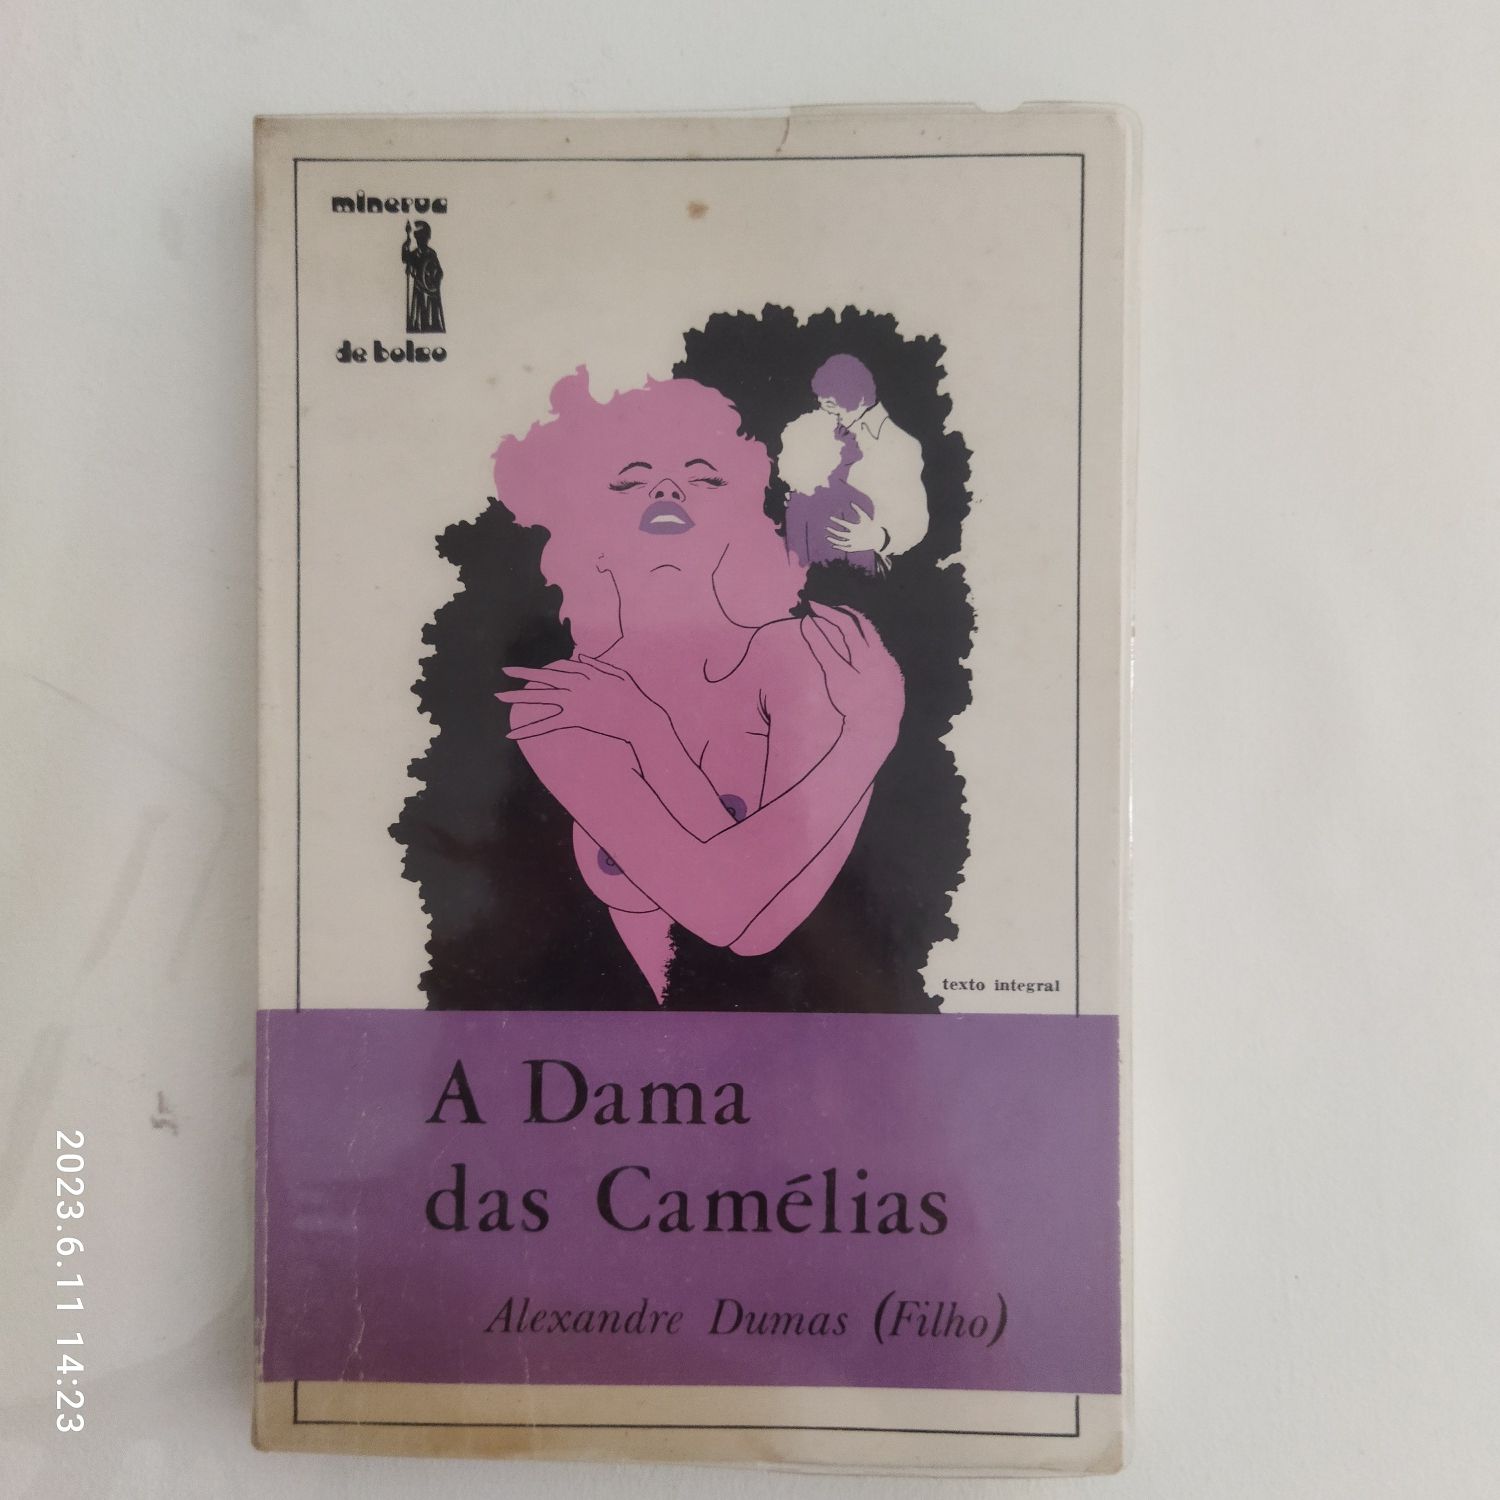 minerva
de bolso
texto integral
A Dama
das Camélias
Alexandre Dumas (Filho)
2023.6.11 14:23